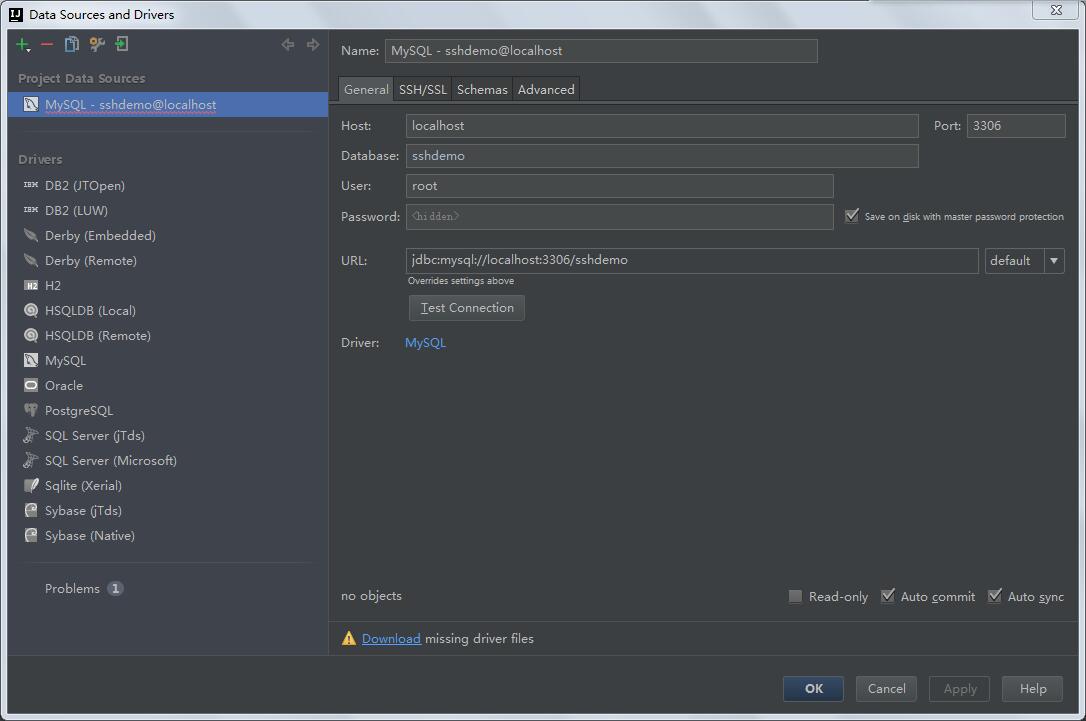 Data Sources and Drivers
Project Data Sources
MySQL - sshdemo@localhost
Drivers
IBM DB2 (JTOpen)
IBM DB2 (LUW)
Derby (Embedded)
Derby (Remote)
H2 H2
HSQLDB (Local)
HSQLDB (Remote)
MySQL
Oracle
PostgreSQL
SQL Server (jTds)
SQL Server (Microsoft)
Sqlite (Xerial)
Sybase (jTds)
Sybase (Native)
Problems 1
Name: MySQL - sshdemo@localhost
General SSH/SSL Schemas Advanced
Host: localhost Port: 3306
Database: sshdemo
User: root
Password: <hidden> Save on disk with master password protection
URL: jdbc:mysql://localhost:3306/sshdemo default
Overrides settings above
Test Connection
Driver: MySQL
no objects Read-only Auto commit Auto sync
Download missing driver files
OK Cancel Apply Help